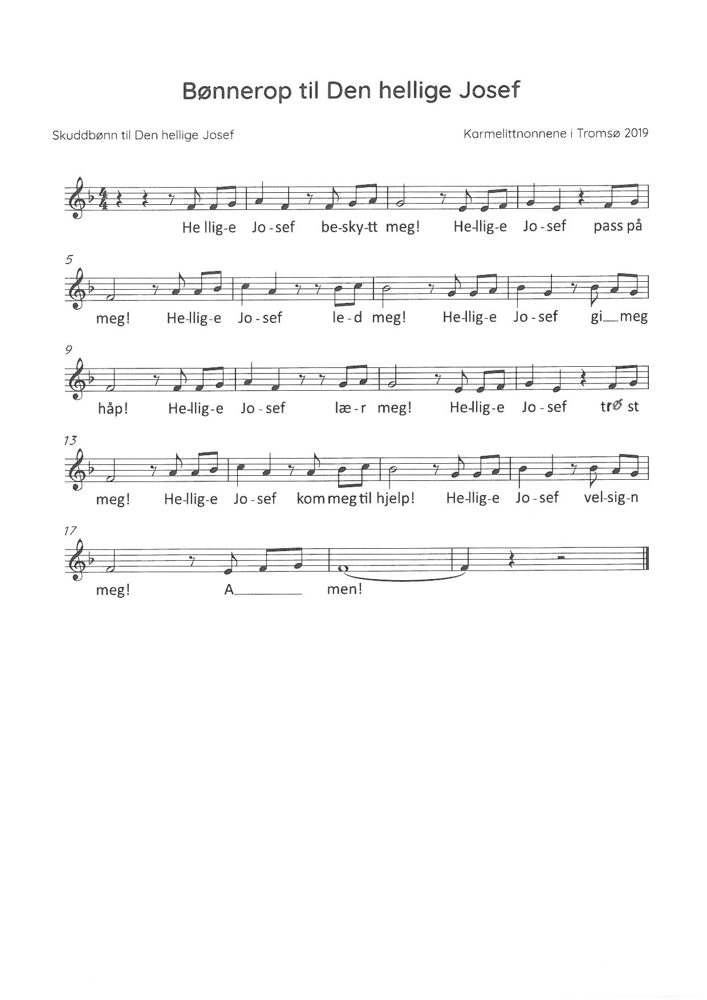 Bønnerop til Den hellige Josef
Skuddbønn til Den hellige Josef Karmelittnonnene i Tromsø 2019
4
4
He llig-e Jo-sef be-sky-tt meg! He-llig-e Jo-sef pass på
5
meg! He-llig-e Jo-sef le-d meg! He-llig-e Jo-sef gi__meg
9
håp! He-llig-e Jo-sef læ-r meg! He-llig-e Jo-sef trø st
13
meg! He-llig-e Jo-sef kom meg til hjelp! He-llig-e Jo-sef vel-sig-n
17
meg! A________ men!